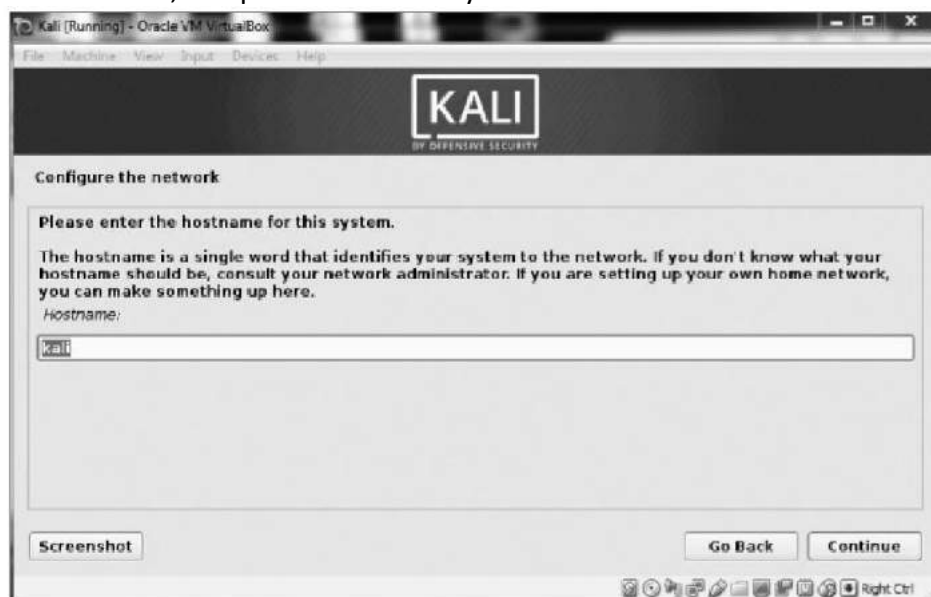 Kali [Running] - Oracle VM VirtualBox
File Machine View Input Devices Help
KALI
BY OFFENSIVE SECURITY
Configure the network
Please enter the hostname for this system.
The hostname is a single word that identifies your system to the network. If you don't know what your
hostname should be, consult your network administrator. If you are setting up your own home network,
you can make something up here.
Hostname:
kali
Screenshot
Go Back
Continue
Right Ctrl